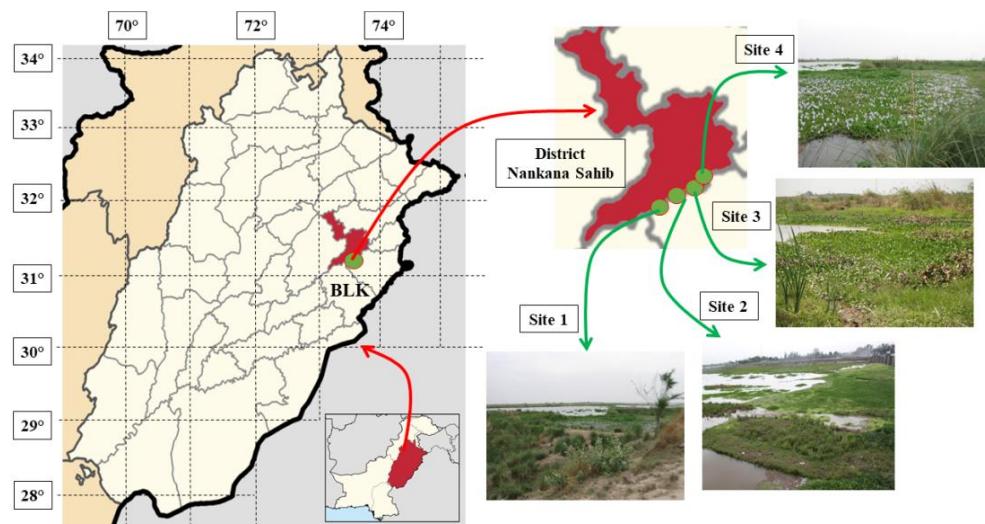 70°
72°
74°
34°
33°
32°
31°
30°
29°
28°
BLK
District
Nankana Sahib
Site 4
Site 3
Site 2
Site 1